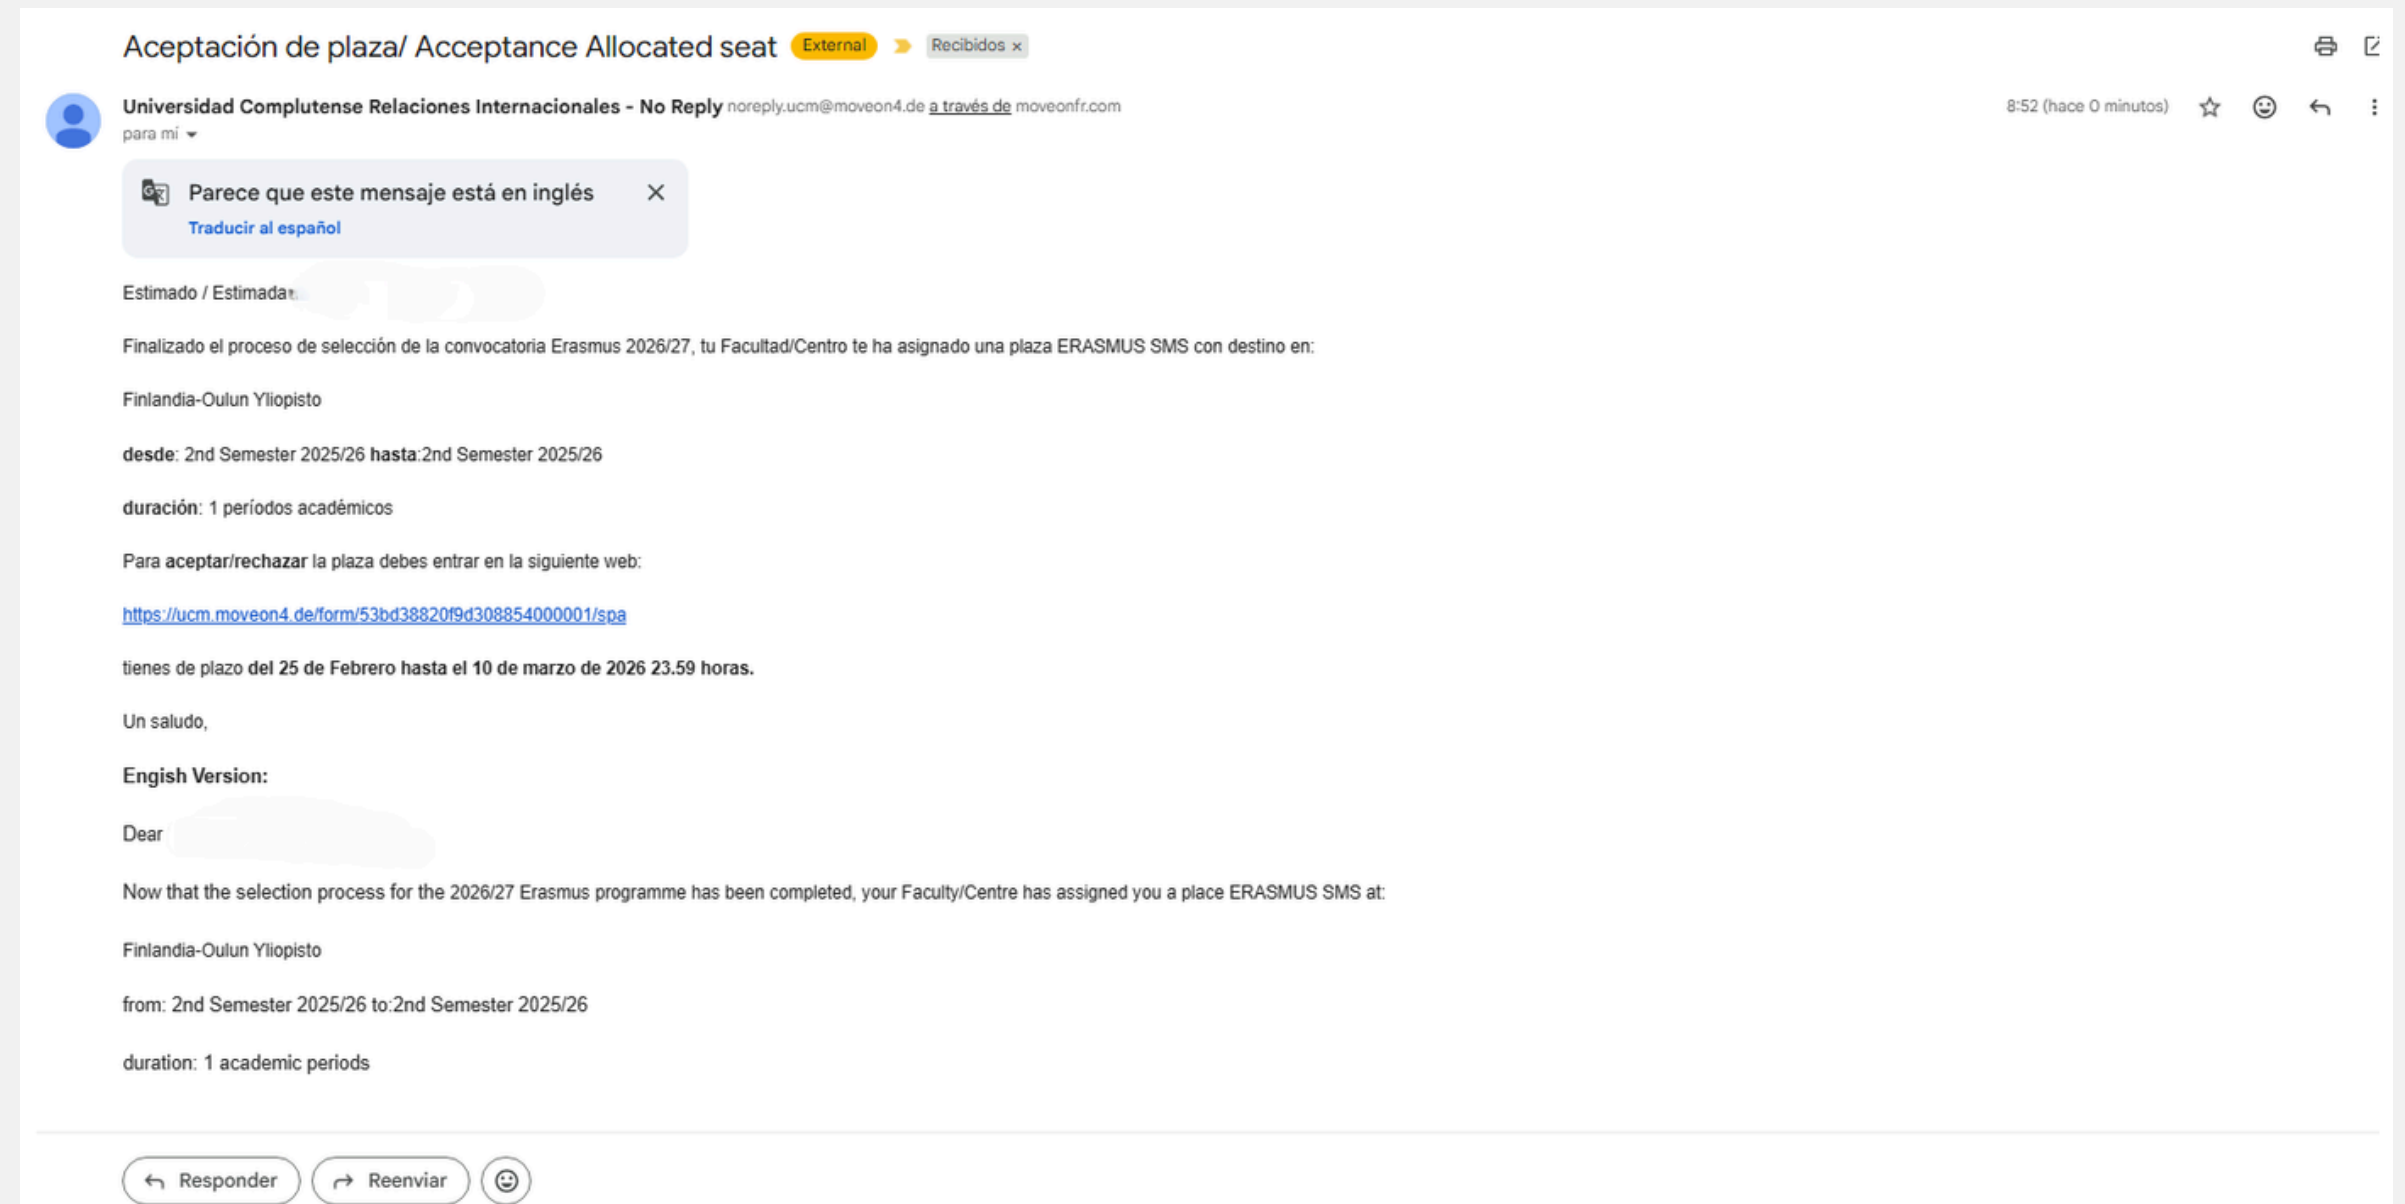 Aceptación de plaza/ Acceptance Allocated seat External Recibidos ×
Universidad Complutense Relaciones Internacionales - No Reply noreply.ucm@moveon4.de a través de moveonfr.com 8:52 (hace 0 minutos)
para mí
Parece que este mensaje está en inglés
Traducir al español
Estimado / Estimada
Finalizado el proceso de selección de la convocatoria Erasmus 2026/27, tu Facultad/Centro te ha asignado una plaza ERASMUS SMS con destino en:
Finlandia-Oulun Yliopisto
desde: 2nd Semester 2025/26 hasta:2nd Semester 2025/26
duración: 1 períodos académicos
Para aceptar/rechazar la plaza debes entrar en la siguiente web:
https://ucm.moveon4.de/form/53bd38820f9d308854000001/spa
tienes de plazo del 25 de Febrero hasta el 10 de marzo de 2026 23.59 horas.
Un saludo,
Engish Version:
Dear
Now that the selection process for the 2026/27 Erasmus programme has been completed, your Faculty/Centre has assigned you a place ERASMUS SMS at:
Finlandia-Oulun Yliopisto
from: 2nd Semester 2025/26 to:2nd Semester 2025/26
duration: 1 academic periods
Responder Reenviar